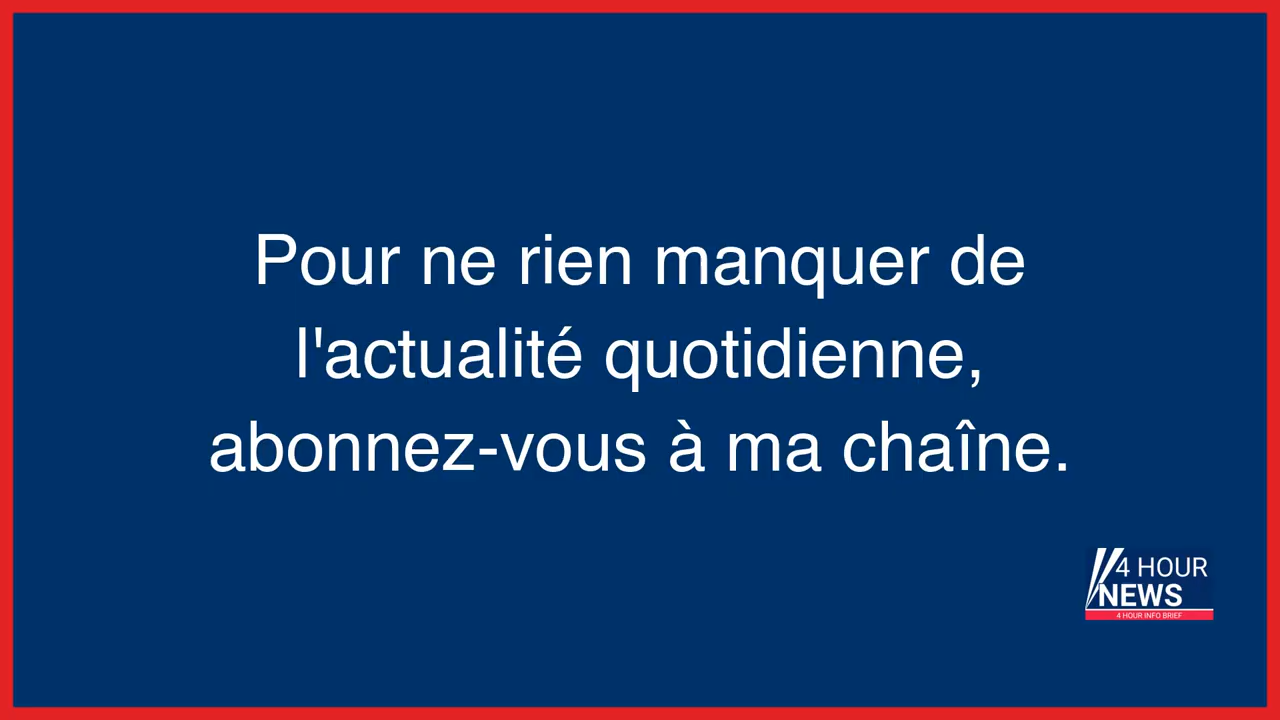 Pour ne rien manquer de
l'actualité quotidienne,
abonnez-vous à ma chaîne.
4 HOUR
NEWS
4 HOUR INFO BRIEF